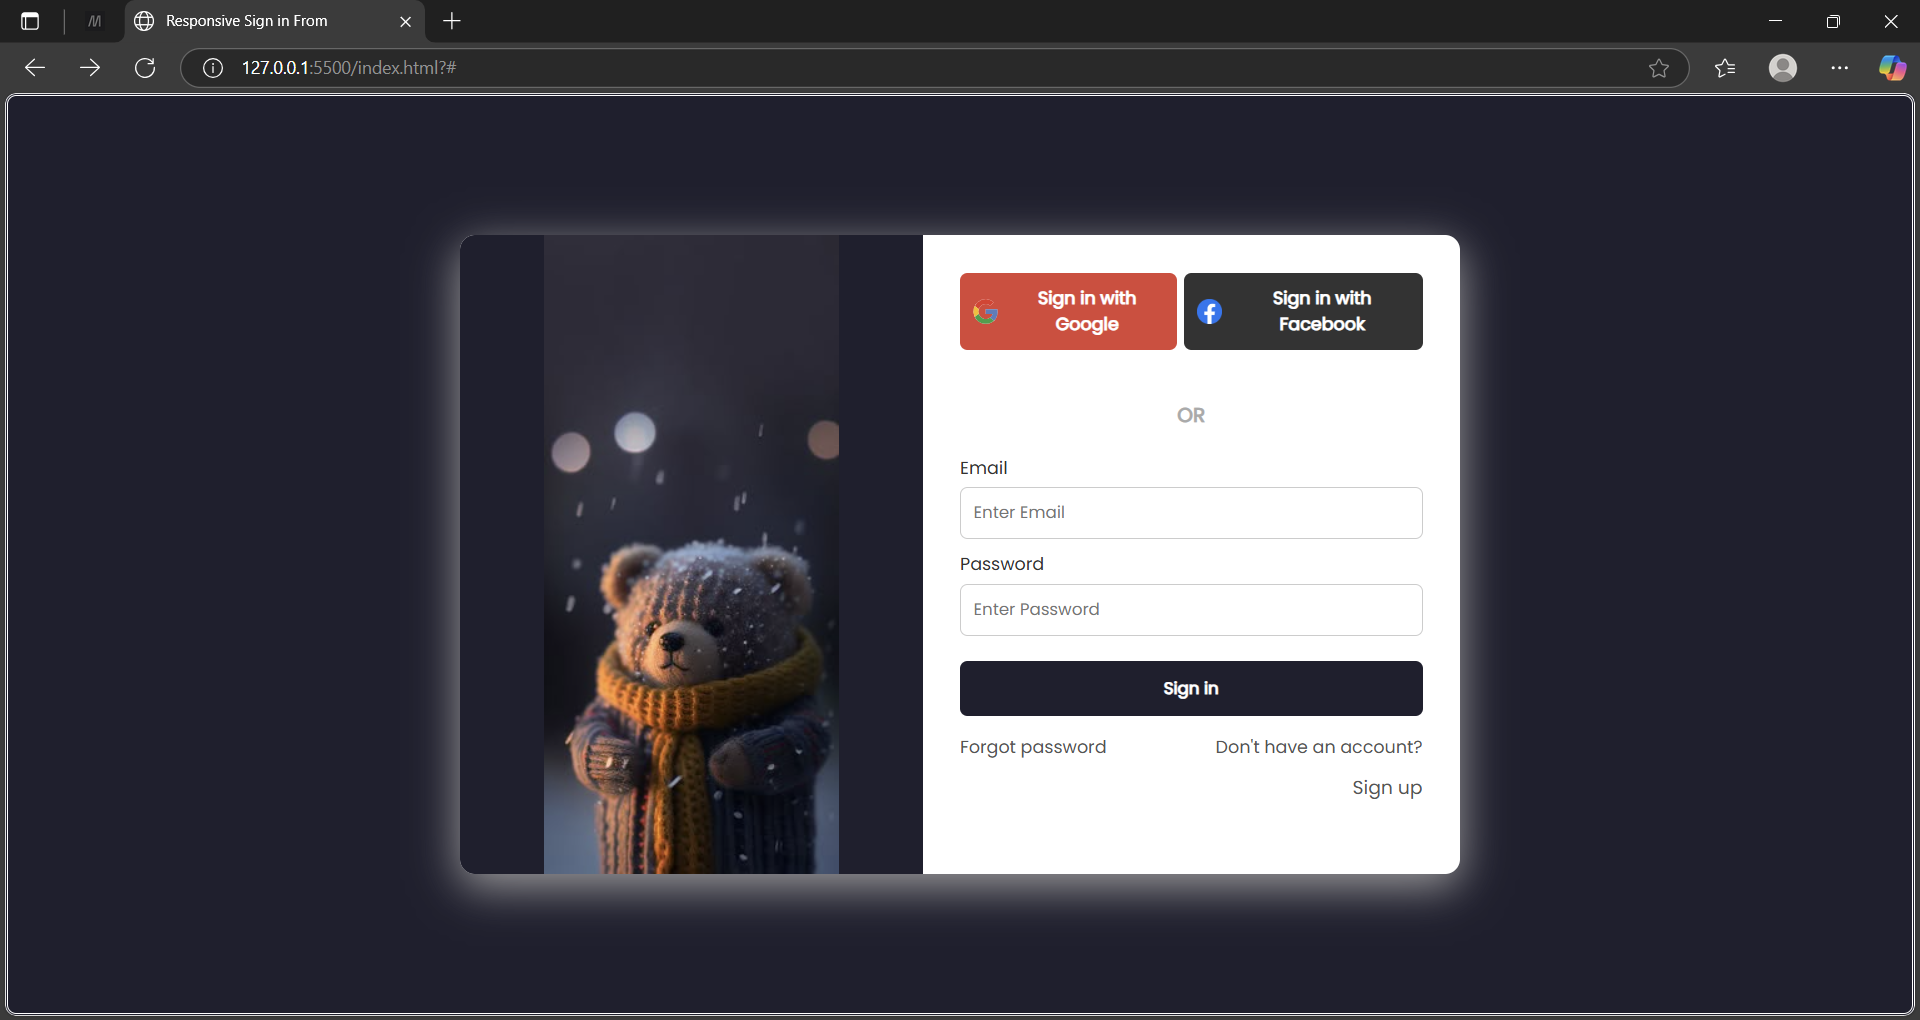 Responsive Sign in From
127.0.0.1:5500/index.html?#
Sign in with
Google
Sign in with
Facebook
OR
Email
Enter Email
Password
Enter Password
Sign in
Forgot password
Don't have an account?
Sign up